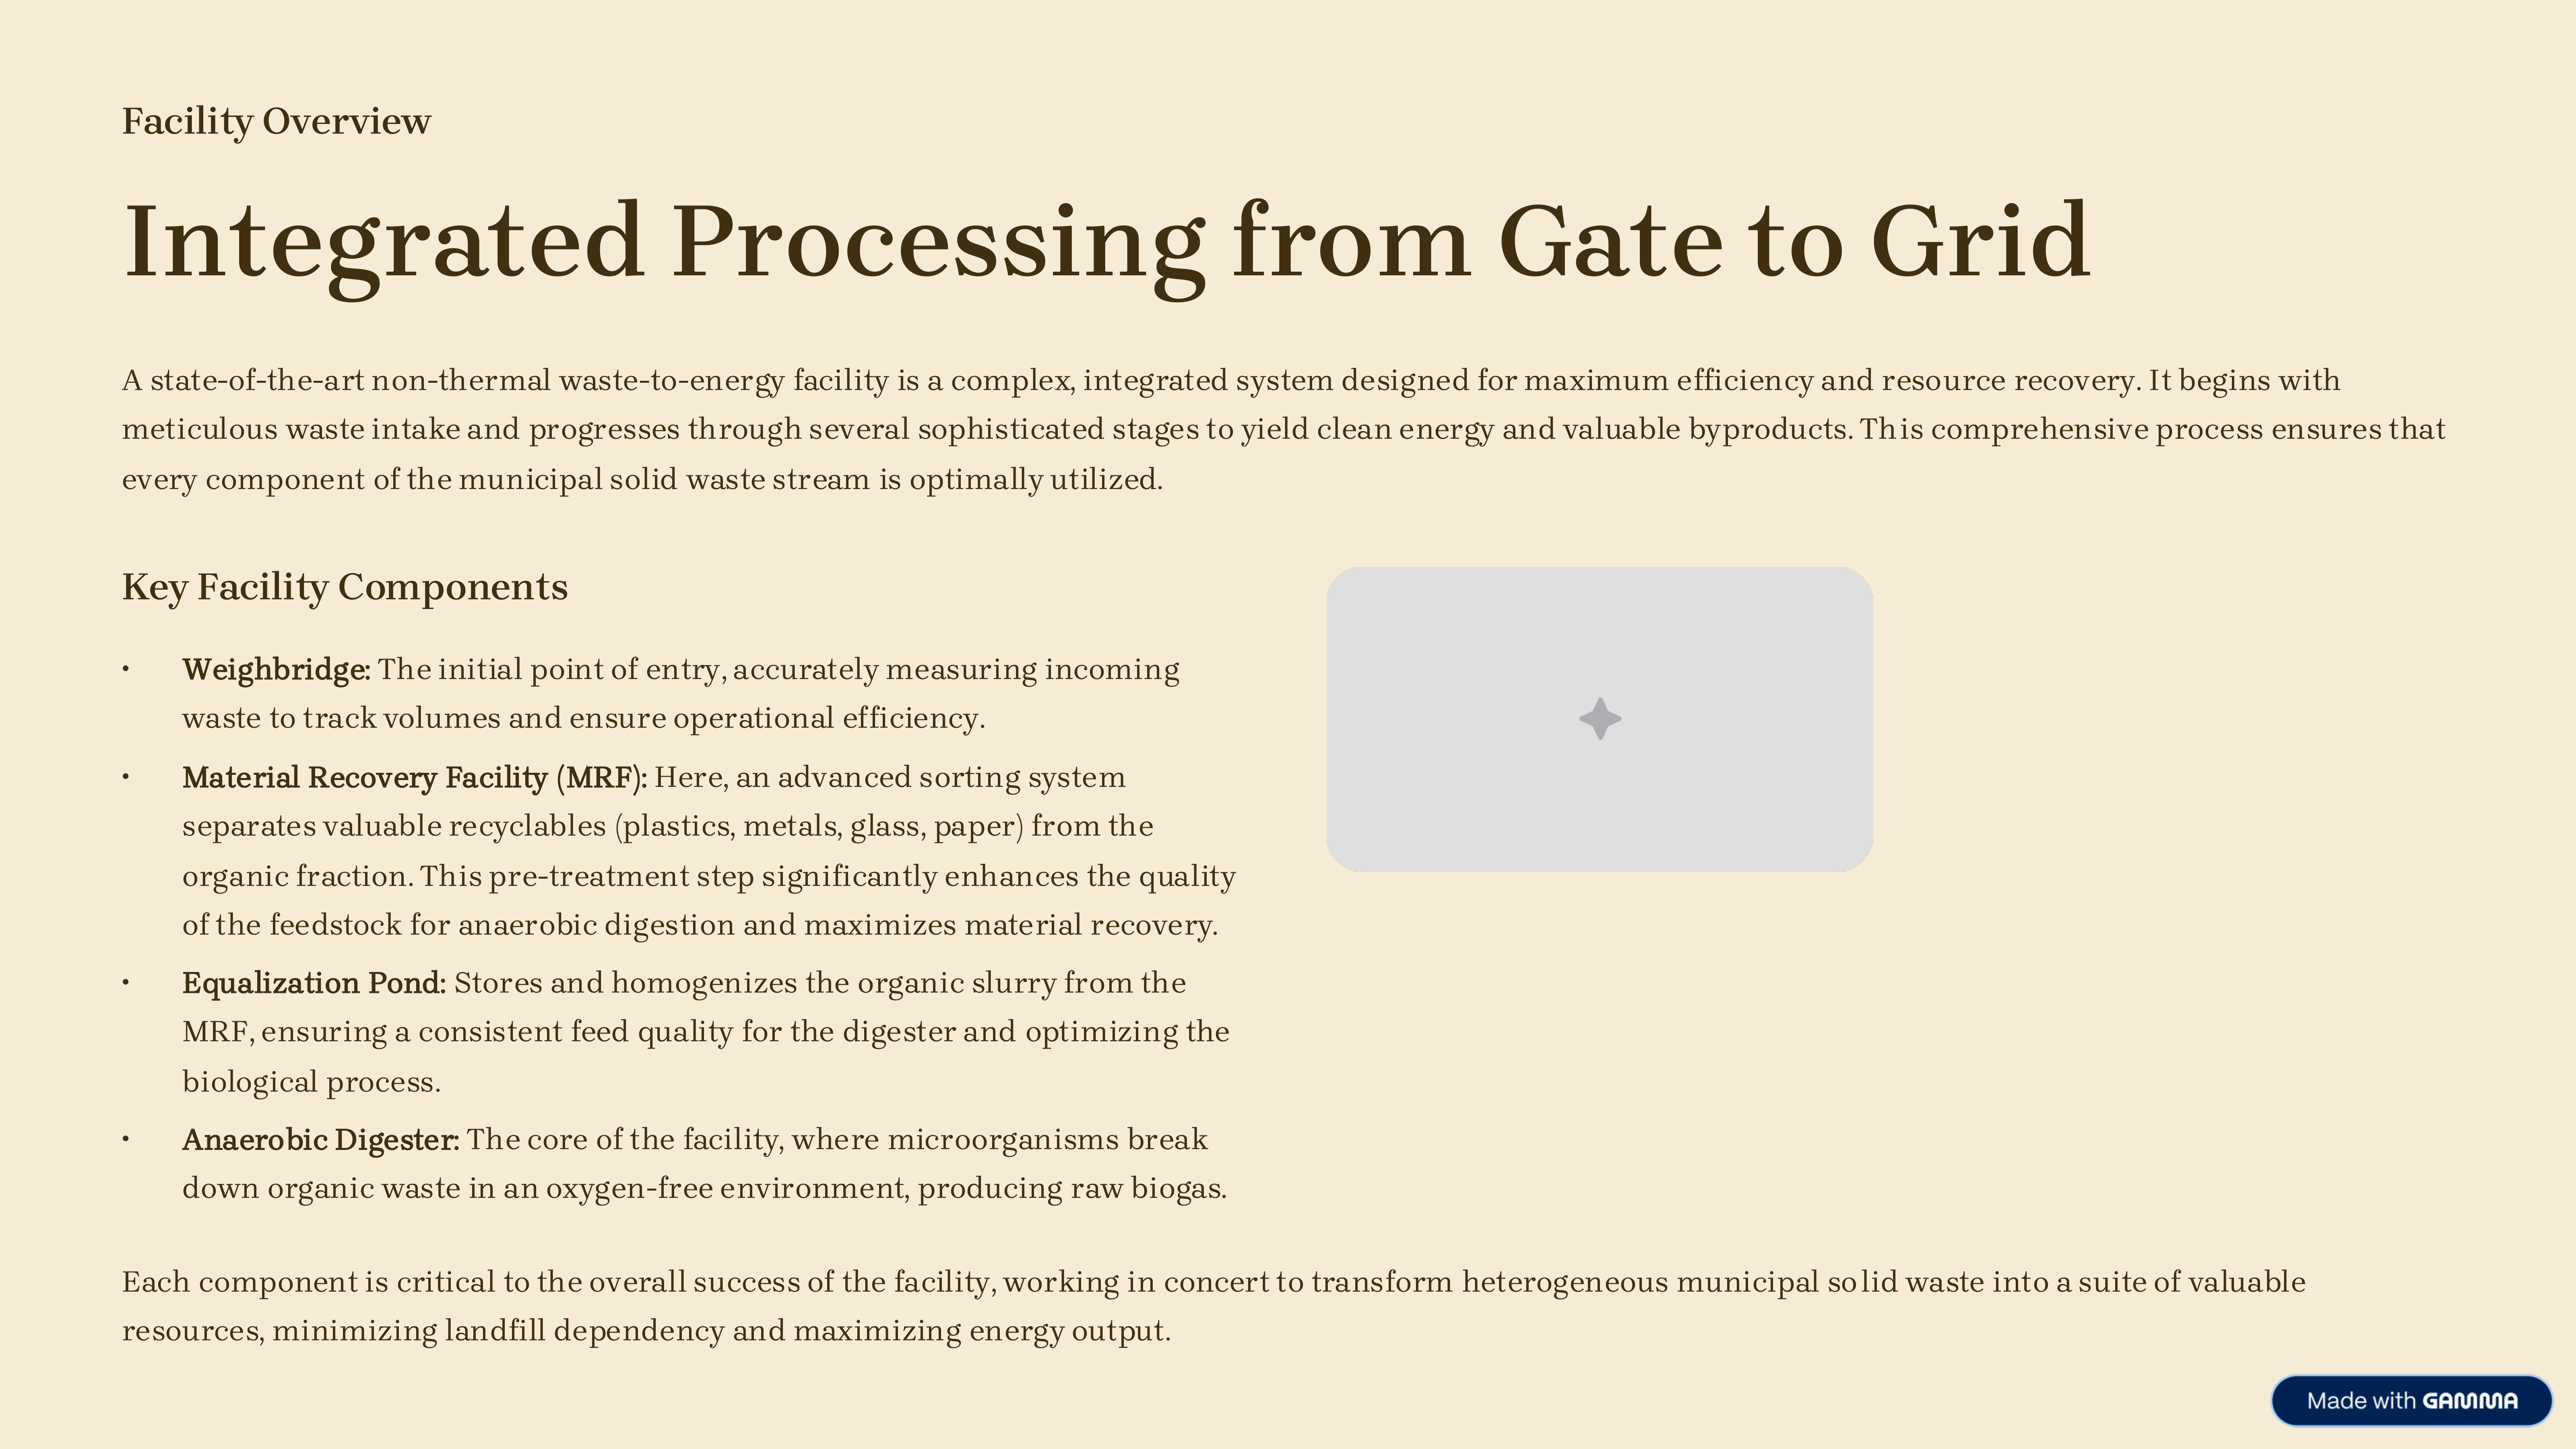 Facility Overview
Integrated Processing from Gate to Grid
A state-of-the-art non-thermal waste-to-energy facility is a complex, integrated system designed for maximum efficiency and resource recovery. It begins with
meticulous waste intake and progresses through several sophisticated stages to yield clean energy and valuable byproducts. This comprehensive process ensures that
every component of the municipal solid waste stream is optimally utilized.
Key Facility Components
• Weighbridge: The initial point of entry, accurately measuring incoming
waste to track volumes and ensure operational efficiency.
• Material Recovery Facility (MRF): Here, an advanced sorting system
separates valuable recyclables (plastics, metals, glass, paper) from the
organic fraction. This pre-treatment step significantly enhances the quality
of the feedstock for anaerobic digestion and maximizes material recovery.
• Equalization Pond: Stores and homogenizes the organic slurry from the
MRF, ensuring a consistent feed quality for the digester and optimizing the
biological process.
• Anaerobic Digester: The core of the facility, where microorganisms break
down organic waste in an oxygen-free environment, producing raw biogas.
Each component is critical to the overall success of the facility, working in concert to transform heterogeneous municipal solid waste into a suite of valuable
resources, minimizing landfill dependency and maximizing energy output.
Made with GAMMA